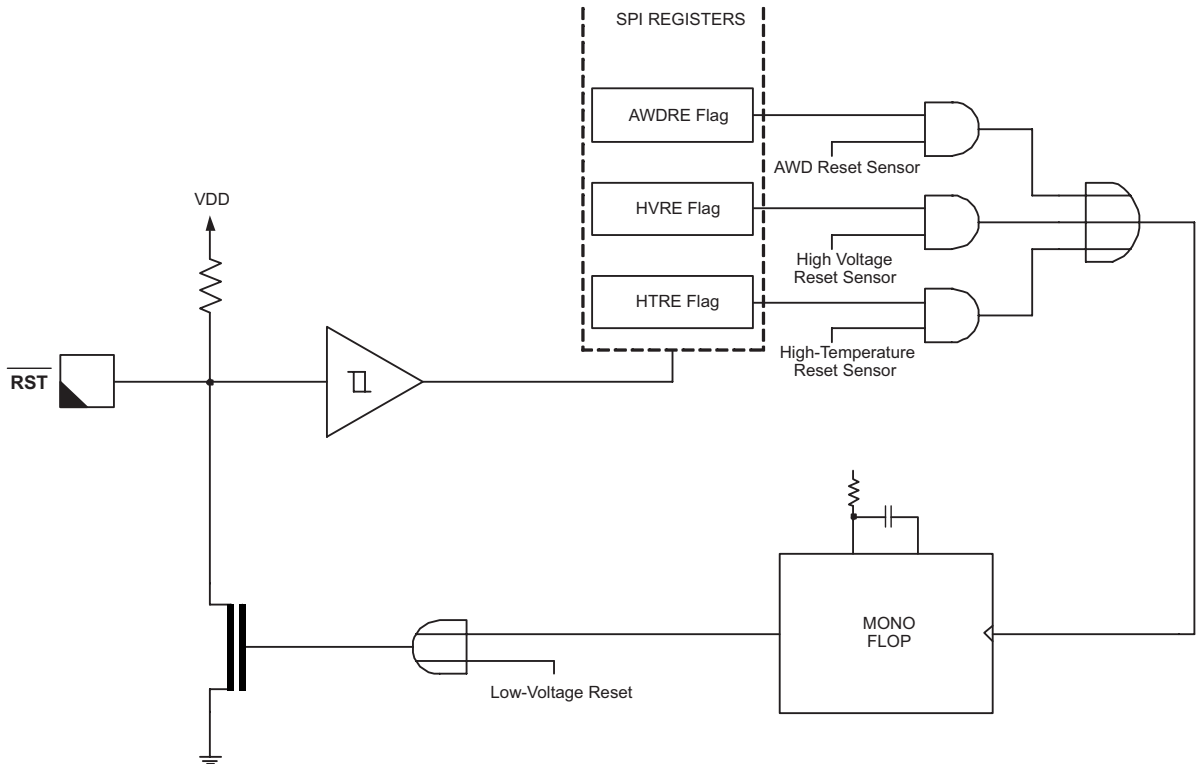 SPI REGISTERS
AWDRE Flag
AWD Reset Sensor
VDD
HVRE Flag
High Voltage
Reset Sensor
HTRE Flag
High-Temperature
Reset Sensor
RST
MONO
FLOP
Low-Voltage Reset